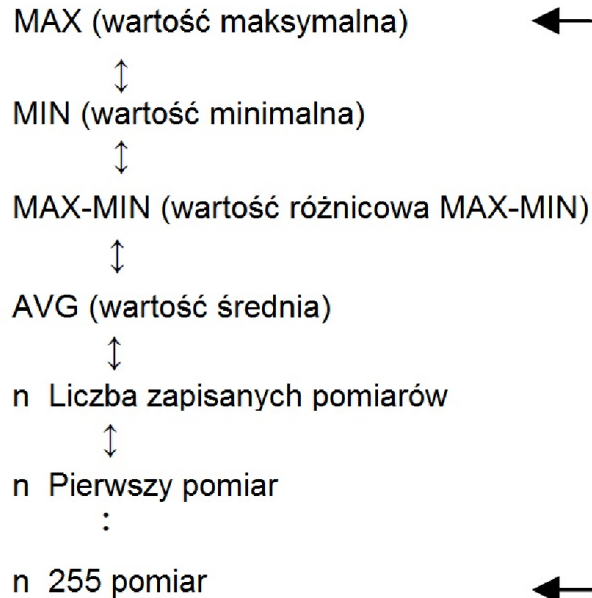 MAX (wartość maksymalna)
MIN (wartość minimalna)
MAX-MIN (wartość różnicowa MAX-MIN)
AVG (wartość średnia)
n Liczba zapisanych pomiarów
n Pierwszy pomiar
:
n 255 pomiar